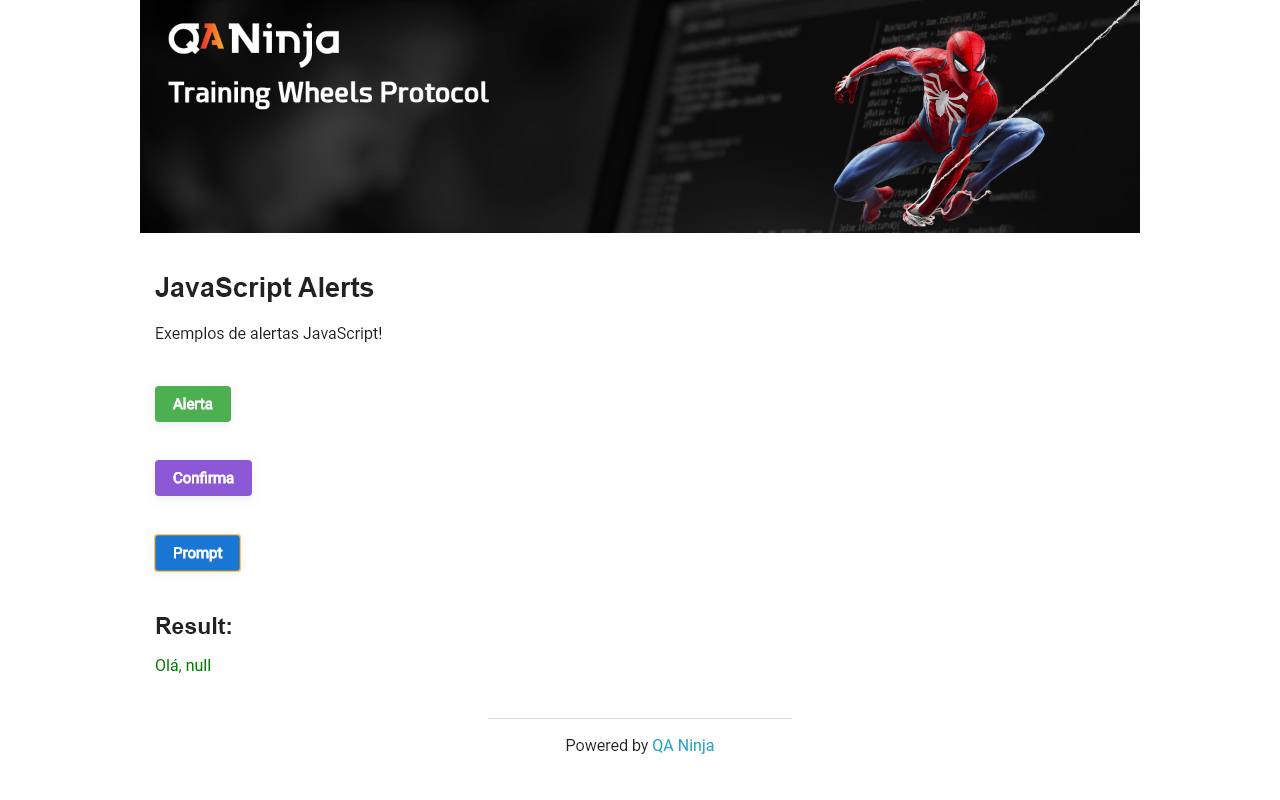 QA Ninja
Training Wheels Protocol
JavaScript Alerts
Exemplos de alertas JavaScript!
Alerta
Confirma
Prompt
Result:
Olá, null
Powered by QA Ninja